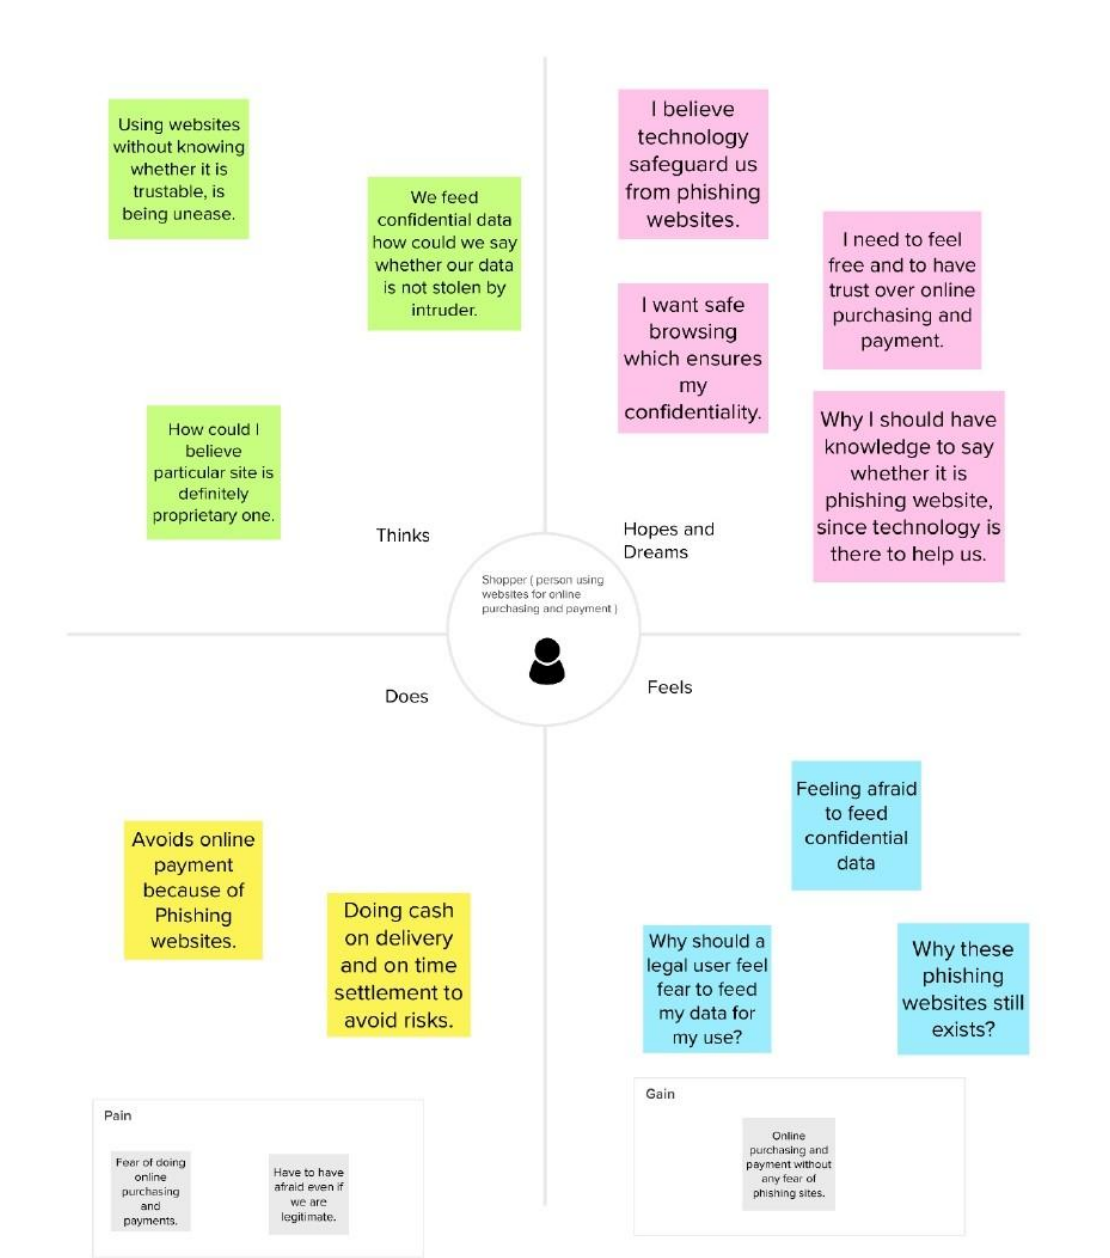 Using websites
without knowing
whether it is
trustable, is
being unease.
We feed
confidential data
how could we say
whether our data
is not stolen by
intruder.
How could I
believe
particular site is
definitely
proprietary one.
Thinks
I believe
technology
safeguard us
from phishing
websites.
I need to feel
free and to have
trust over online
purchasing and
payment.
I want safe
browsing
which ensures
my
confidentiality.
Why I should have
knowledge to say
whether it is
phishing website,
since technology is
there to help us.
Hopes and
Dreams
Shopper ( person using
websites for online
purchasing and payment )
Does
Avoids online
payment
because of
Phishing
websites.
Doing cash
on delivery
and on time
settlement to
avoid risks.
Feels
Feeling afraid
to feed
confidential
data
Why should a
legal user feel
fear to feed
my data for
my use?
Why these
phishing
websites still
exists?
Pain
Fear of doing
online
purchasing
and
payments.
Have to have
afraid even if
we are
legitimate.
Gain
Online
purchasing and
payment without
any fear of
phishing sites.